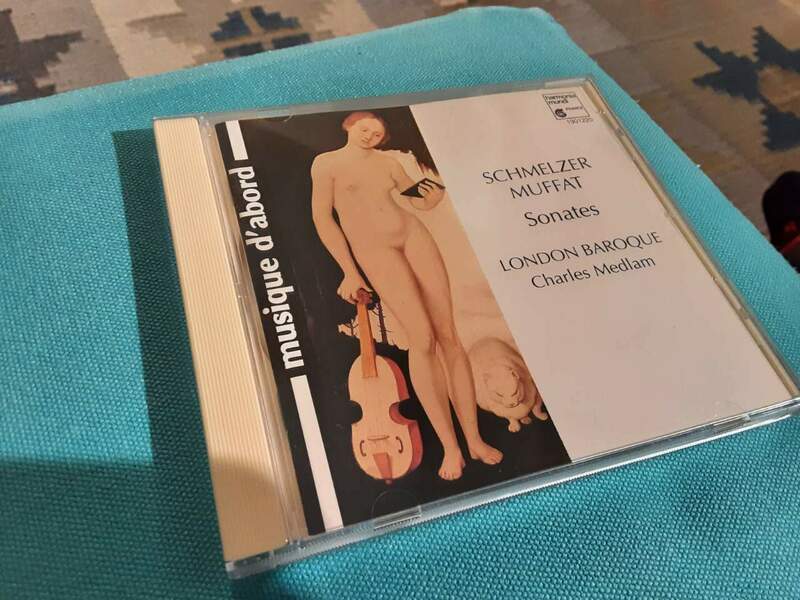 musique d'abord
harmonia
mundi
SCHMELZER
MUFFAT
Sonates
LONDON BAROQUE
Charles Medlam